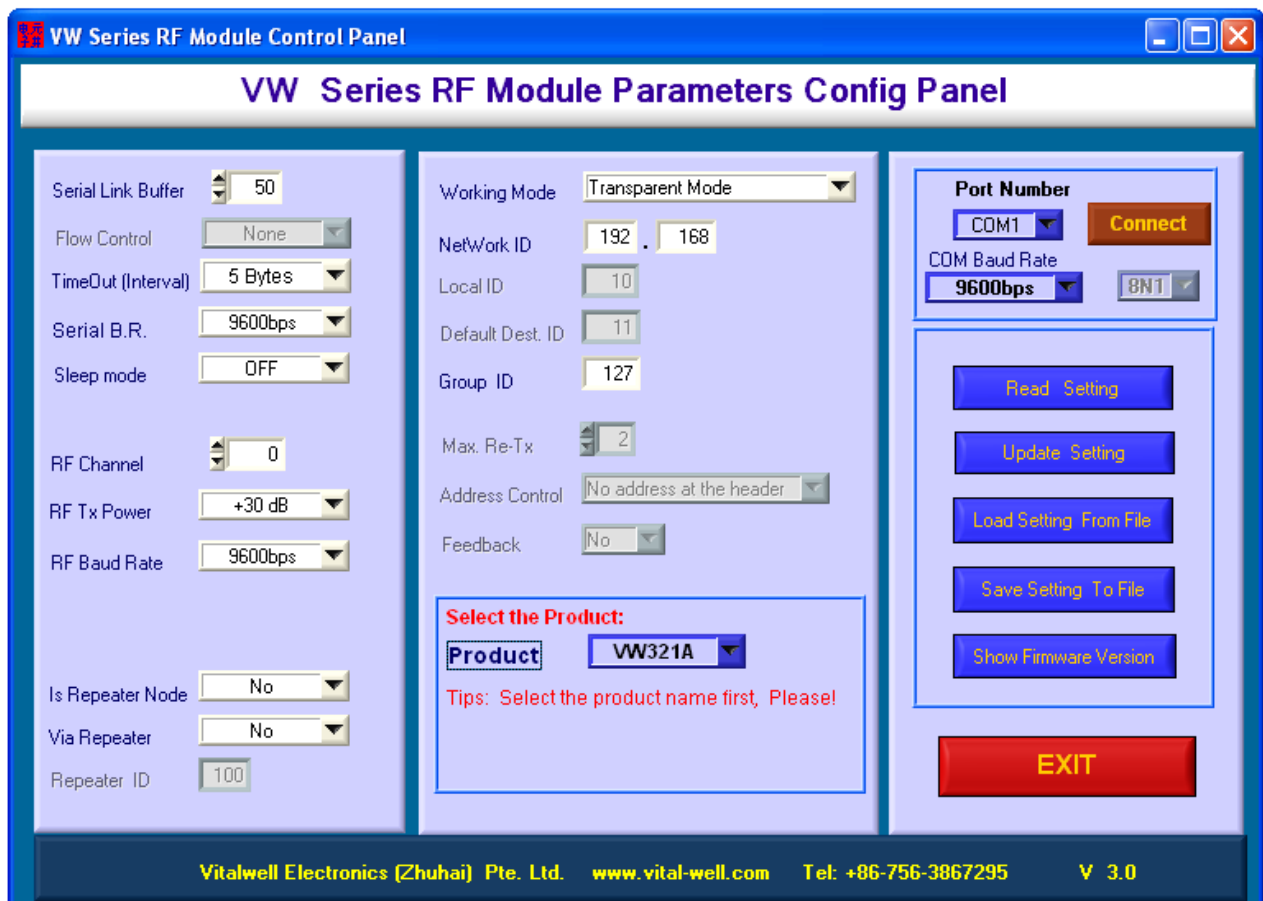 VW Series RF Module Control Panel
VW Series RF Module Parameters Config Panel
Serial Link Buffer 50
Flow Control None
TimeOut (Interval) 5 Bytes
Serial B.R. 9600bps
Sleep mode OFF
RF Channel 0
RF Tx Power +30 dB
RF Baud Rate 9600bps
Is Repeater Node No
Via Repeater No
Repeater ID 100
Working Mode Transparent Mode
NetWork ID 192 . 168
Local ID 10
Default Dest. ID 11
Group ID 127
Max. Re-Tx 2
Address Control No address at the header
Feedback No
Select the Product:
Product VW321A
Tips: Select the product name first, Please!
Port Number
COM1 Connect
COM Baud Rate
9600bps 8N1
Read Setting
Update Setting
Load Setting From File
Save Setting To File
Show Firmware Version
EXIT
Vitalwell Electronics (Zhuhai) Pte. Ltd. www.vital-well.com Tel: +86-756-3867295 V 3.0